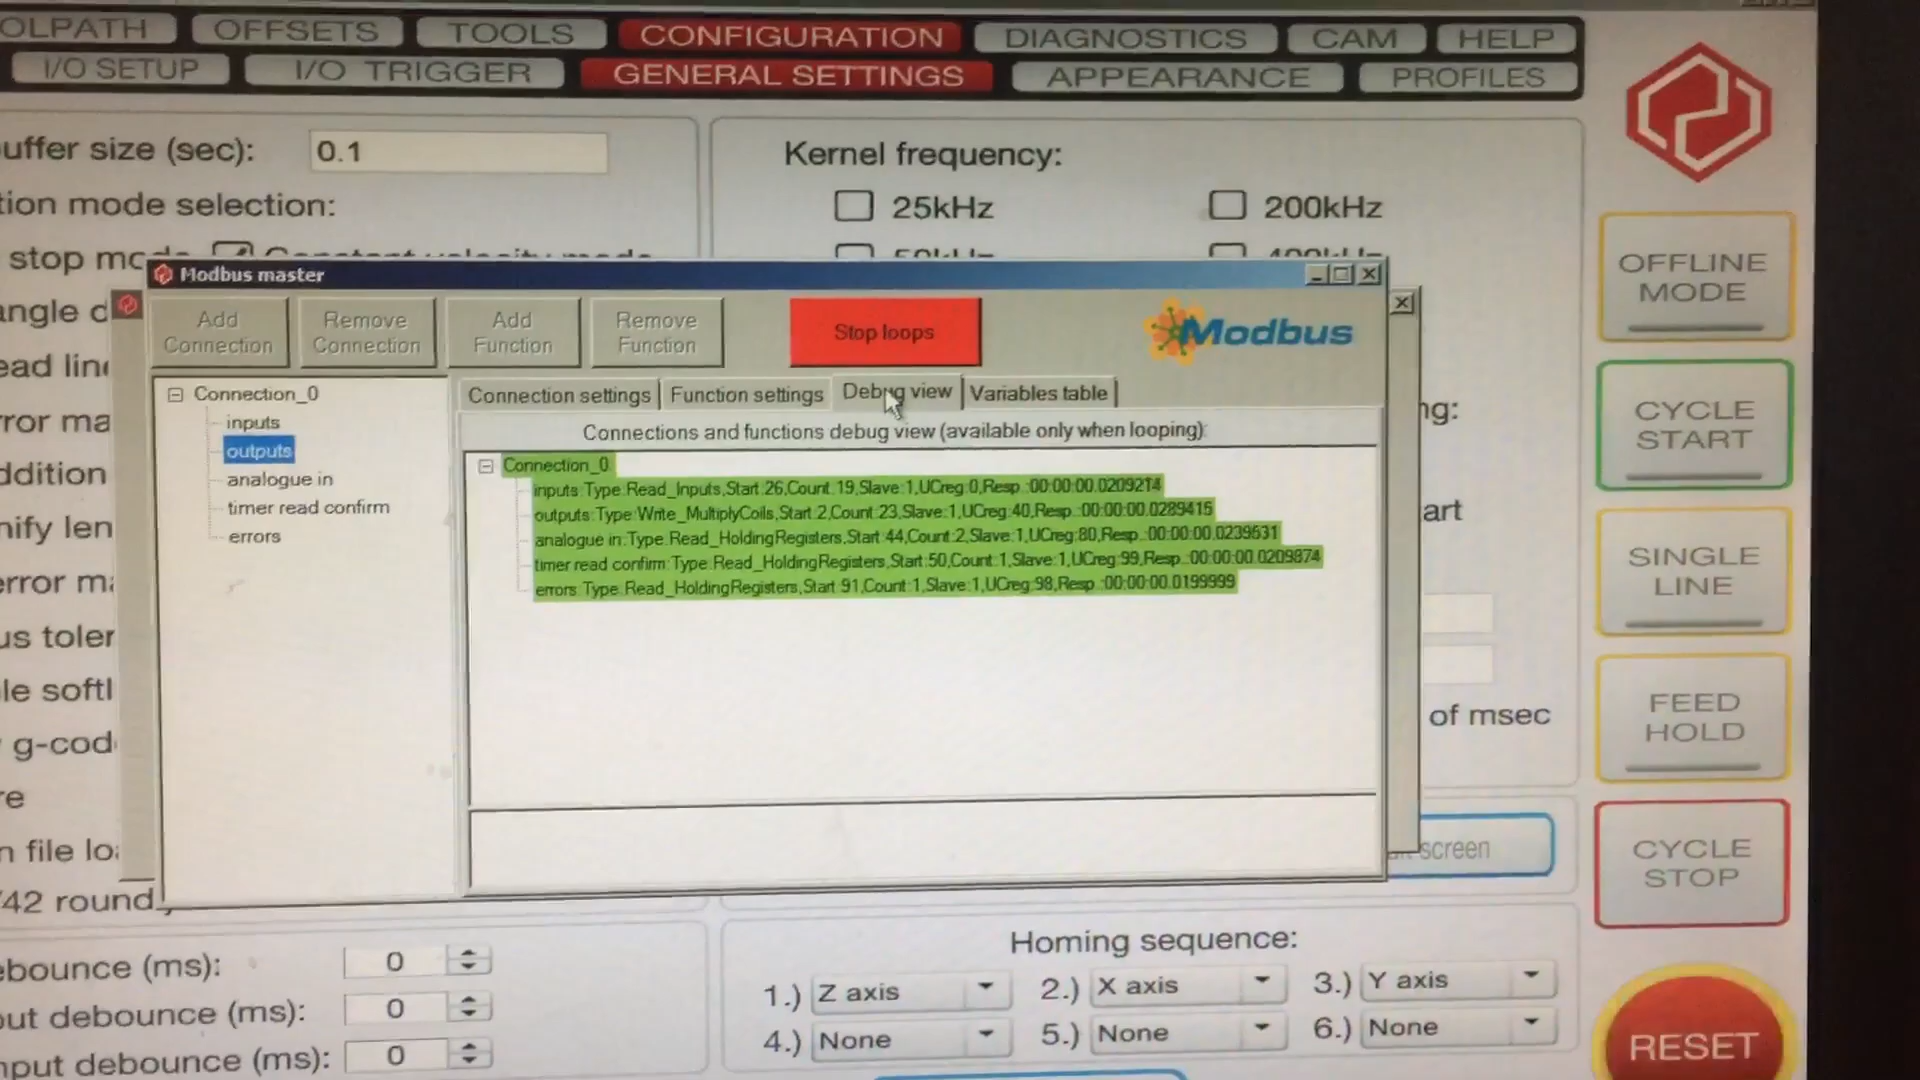 OLPATH OFFSETS TOOLS CONFIGURATION DIAGNOSTICS CAM HELP
I/O SETUP I/O TRIGGER GENERAL SETTINGS APPEARANCE PROFILES
uffer size (sec): 0.1
Kernel frequency:
25kHz 200kHz
tion mode selection:
stop mo
Modbus master
angle d
Add Connection
Remove Connection
Add Function
Remove Function
Stop loops
Modbus
ead lin
Connection settings Function settings Debug view Variables table
Connections and functions debug view (available only when looping):
Connection_0
inputs
outputs
analogue in
timer read confirm
errors
Connection_0
inputs:Type:Read_Inputs,Start:26,Count:19,Slave:1,UCreg:0,Resp.:00:00:00.0209214
outputs:Type:Write_MultiplyCoils,Start:2,Count:23,Slave:1,UCreg:40,Resp.:00:00:00.0289415
analogue in:Type:Read_HoldingRegisters,Start:44,Count:2,Slave:1,UCreg:80,Resp.:00:00:00.0239531
timer read confirm:Type:Read_HoldingRegisters,Start:50,Count:1,Slave:1,UCreg:99,Resp.:00:00:00.0209874
errors:Type:Read_HoldingRegisters,Start:91,Count:1,Slave:1,UCreg:98,Resp.:00:00:00.0199999
rror ma
ddition
nify len
error ma
us toler
le softl
g-cod
re
n file lo
/42 round
ng:
art
of msec
screen
ebounce (ms): 0
out debounce (ms): 0
nput debounce (ms): 0
Homing sequence:
1.) Z axis 2.) X axis 3.) Y axis
4.) None 5.) None 6.) None
OFFLINE
MODE
CYCLE
START
SINGLE
LINE
FEED
HOLD
CYCLE
STOP
RESET